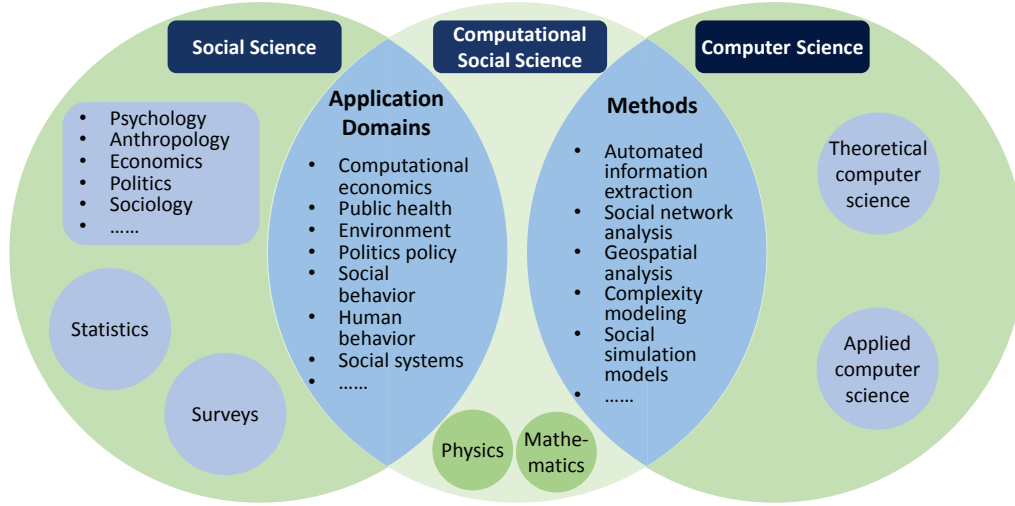 Social Science
Computational
Social Science
Computer Science
• Psychology
• Anthropology
• Economics
• Politics
• Sociology
• ......
Statistics
Surveys
Application
Domains
• Computational
economics
• Public health
• Environment
• Politics policy
• Social
behavior
• Human
behavior
• Social systems
• ......
Physics
Mathe-
matics
Methods
• Automated
information
extraction
• Social network
analysis
• Geospatial
analysis
• Complexity
modeling
• Social
simulation
models
• ......
Theoretical
computer
science
Applied
computer
science